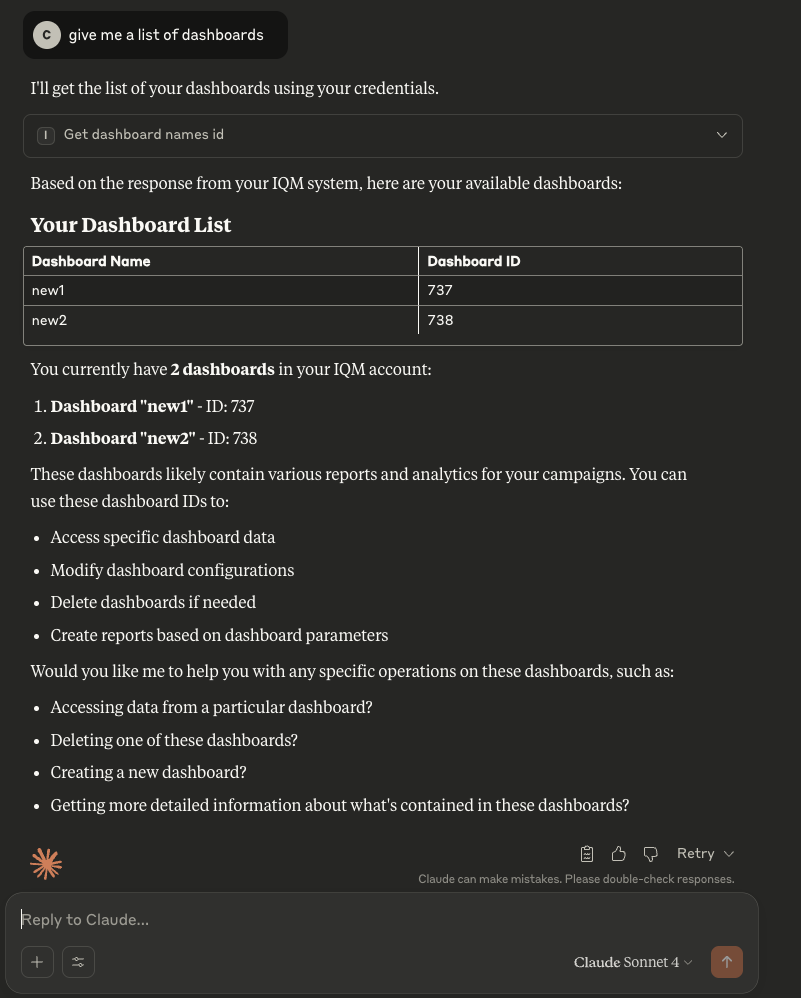 C give me a list of dashboards
I'll get the list of your dashboards using your credentials.
I Get dashboard names id
Based on the response from your IQM system, here are your available dashboards:
Your Dashboard List
Dashboard Name Dashboard ID
new1 737
new2 738
You currently have 2 dashboards in your IQM account:
1. Dashboard "new1" - ID: 737
2. Dashboard "new2" - ID: 738
These dashboards likely contain various reports and analytics for your campaigns. You can
use these dashboard IDs to:
• Access specific dashboard data
• Modify dashboard configurations
• Delete dashboards if needed
• Create reports based on dashboard parameters
Would you like me to help you with any specific operations on these dashboards, such as:
• Accessing data from a particular dashboard?
• Deleting one of these dashboards?
• Creating a new dashboard?
• Getting more detailed information about what's contained in these dashboards?
Retry
Claude can make mistakes. Please double-check responses.
Reply to Claude...
Claude Sonnet 4